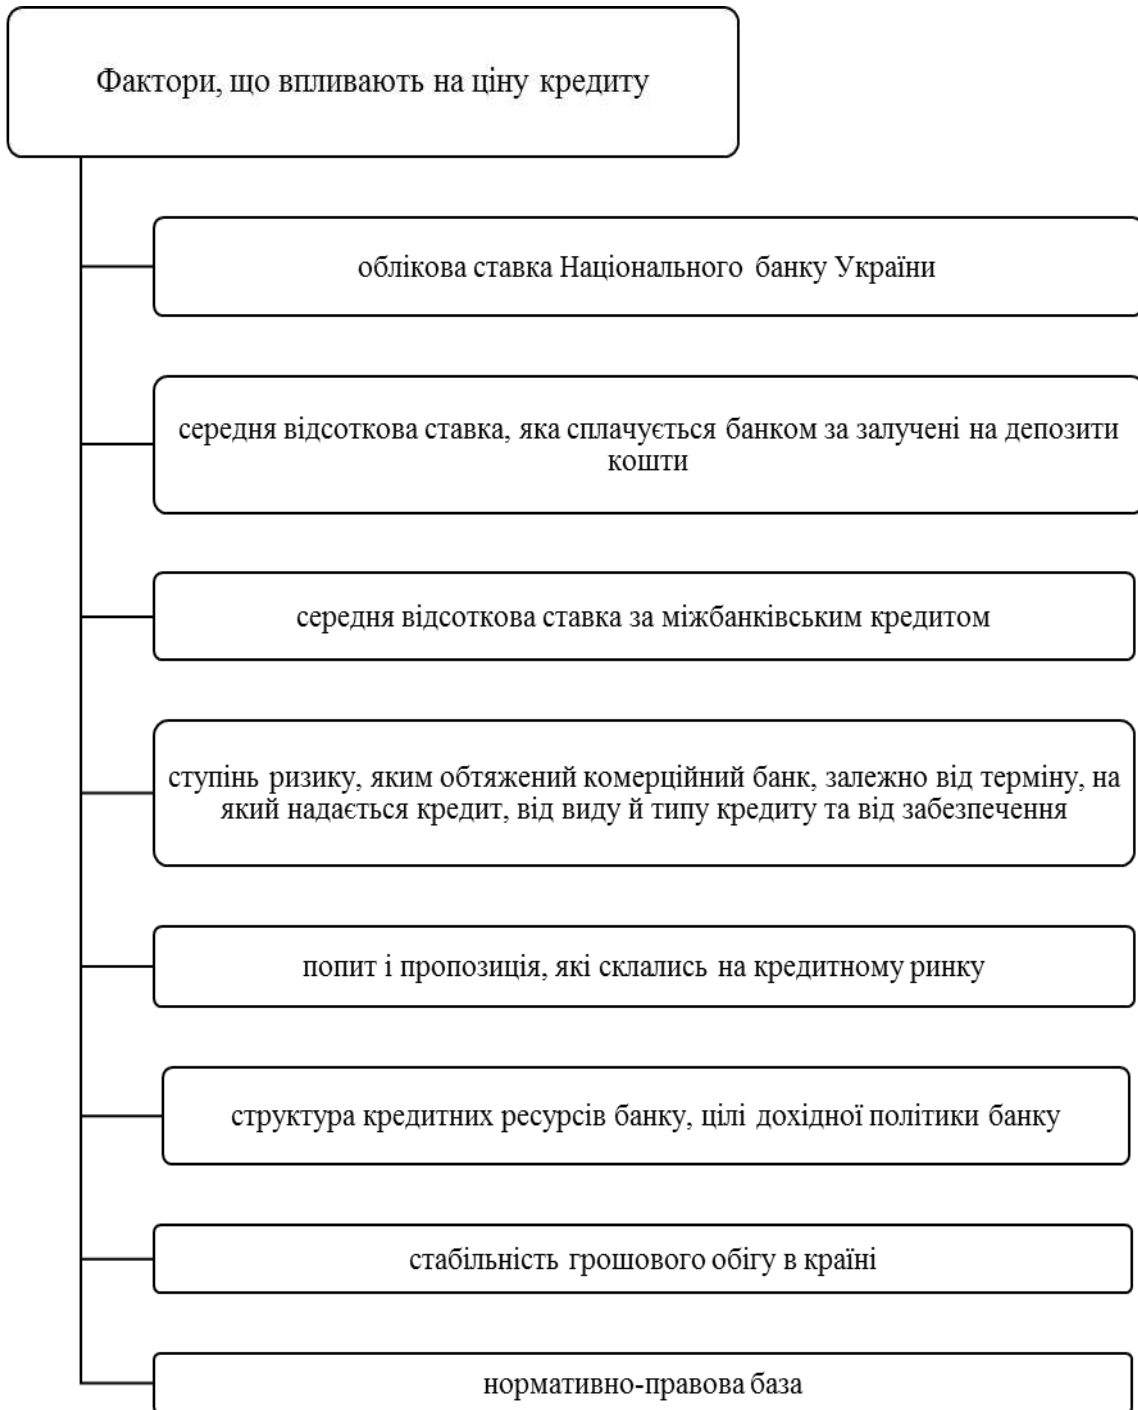 Фактори, що впливають на ціну кредиту
облікова ставка Національного банку України
середня відсоткова ставка, яка сплачується банком за залучені на депозити
кошти
середня відсоткова ставка за міжбанківським кредитом
ступінь ризику, яким обтяжений комерційний банк, залежно від терміну, на
який надається кредит, від виду й типу кредиту та від забезпечення
попит і пропозиція, які склались на кредитному ринку
структура кредитних ресурсів банку, цілі дохідної політики банку
стабільність грошового обігу в країні
нормативно-правова база